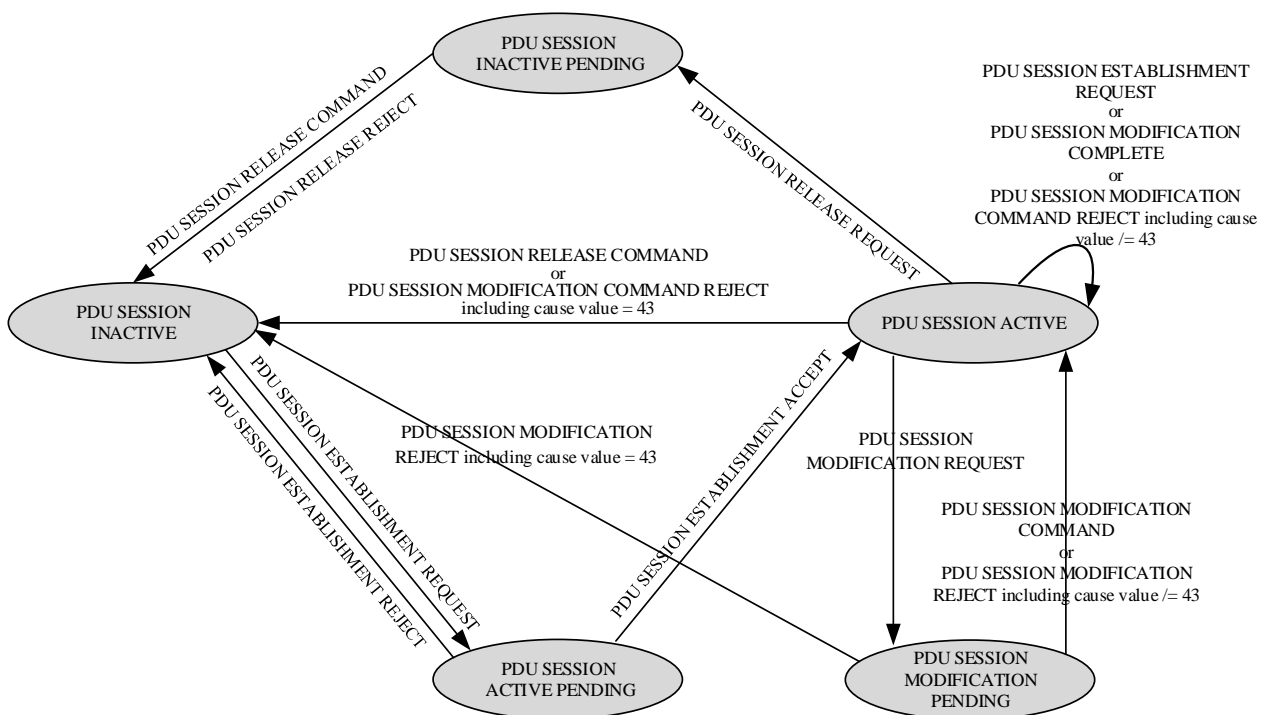 PDU SESSION
INACTIVE PENDING
PDU SESSION ESTABLISHMENT
REQUEST
or
PDU SESSION MODIFICATION
COMPLETE
or
PDU SESSION MODIFICATION
COMMAND REJECT including cause
value /= 43
PDU SESSION RELEASE COMMAND
PDU SESSION RELEASE REJECT
PDU SESSION RELEASE REQUEST
PDU SESSION RELEASE COMMAND
or
PDU SESSION MODIFICATION COMMAND REJECT
including cause value = 43
PDU SESSION
INACTIVE
PDU SESSION ACTIVE
PDU SESSION ESTABLISHMENT REQUEST
PDU SESSION ESTABLISHMENT REJECT
PDU SESSION MODIFICATION
REJECT including cause value = 43
PDU SESSION ESTABLISHMENT ACCEPT
PDU SESSION
MODIFICATION REQUEST
PDU SESSION MODIFICATION
COMMAND
or
PDU SESSION MODIFICATION
REJECT including cause value /= 43
PDU SESSION
ACTIVE PENDING
PDU SESSION
MODIFICATION
PENDING